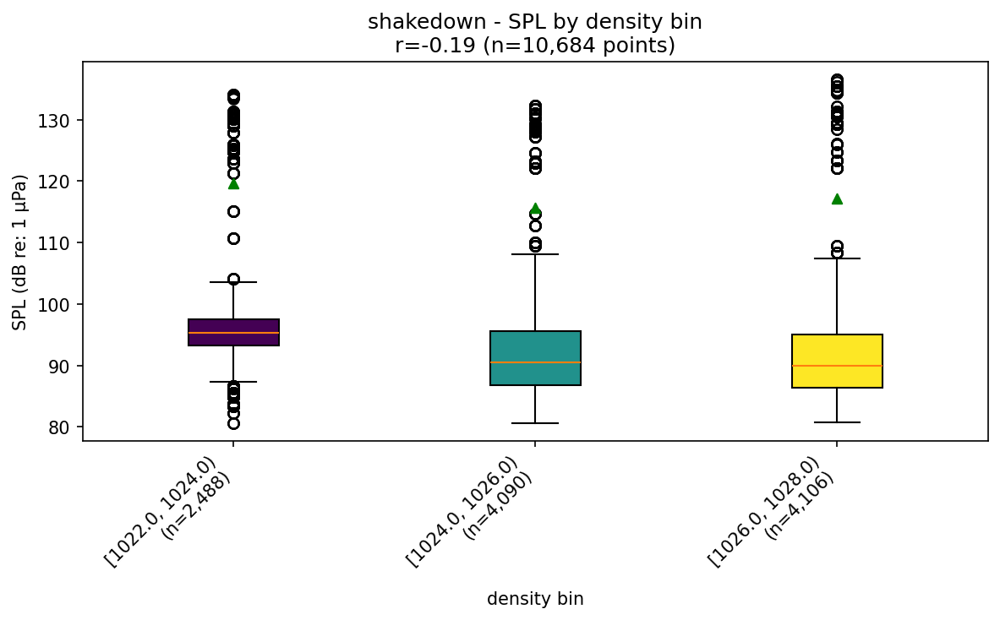 shakedown - SPL by density bin
r=-0.19 (n=10,684 points)
SPL (dB re: 1 µPa)
130
120
110
100
90
80
[1022.0, 1024.0)
(n=2,488)
[1024.0, 1026.0)
(n=4,090)
[1026.0, 1028.0)
(n=4,106)
density bin